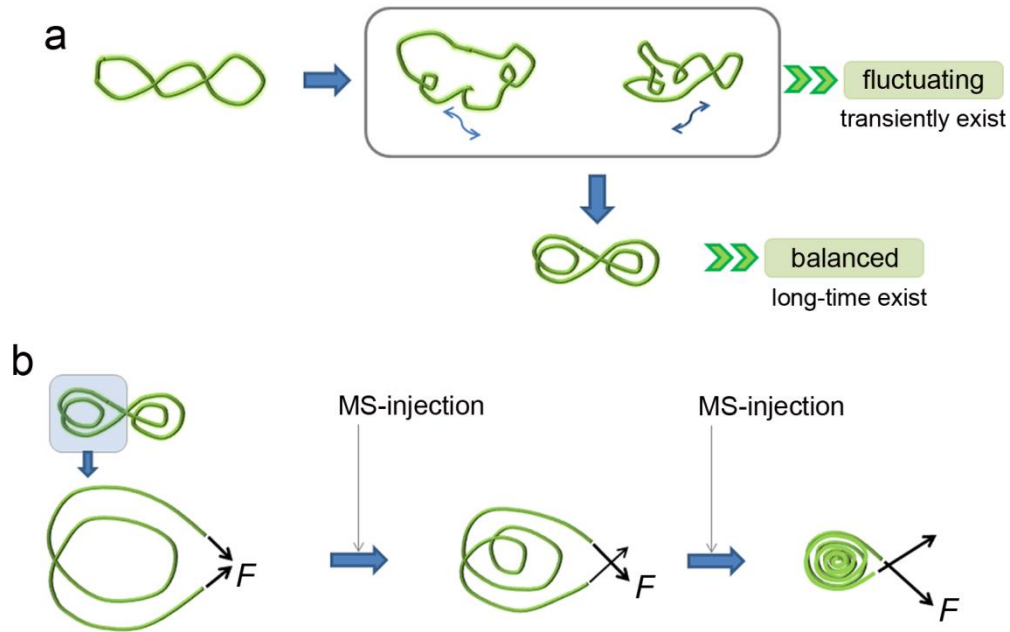 a
fluctuating
transiently exist
balanced
long-time exist
b
MS-injection
MS-injection
F
F
F